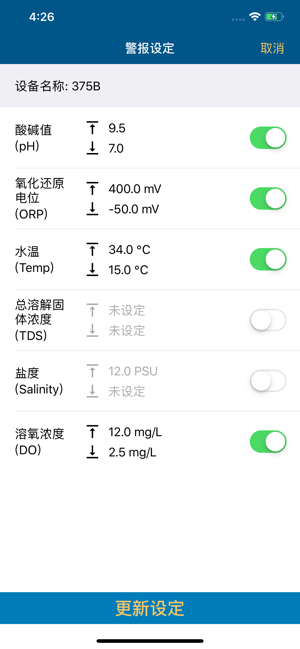 4:26
警报设定
取消
设备名称: 375B
酸碱值
(pH)
9.5
7.0
氧化还原
电位
(ORP)
400.0 mV
-50.0 mV
水温
(Temp)
34.0 °C
15.0 °C
总溶解固
体浓度
(TDS)
未设定
未设定
盐度
(Salinity)
12.0 PSU
未设定
溶氧浓度
(DO)
12.0 mg/L
2.5 mg/L
更新设定